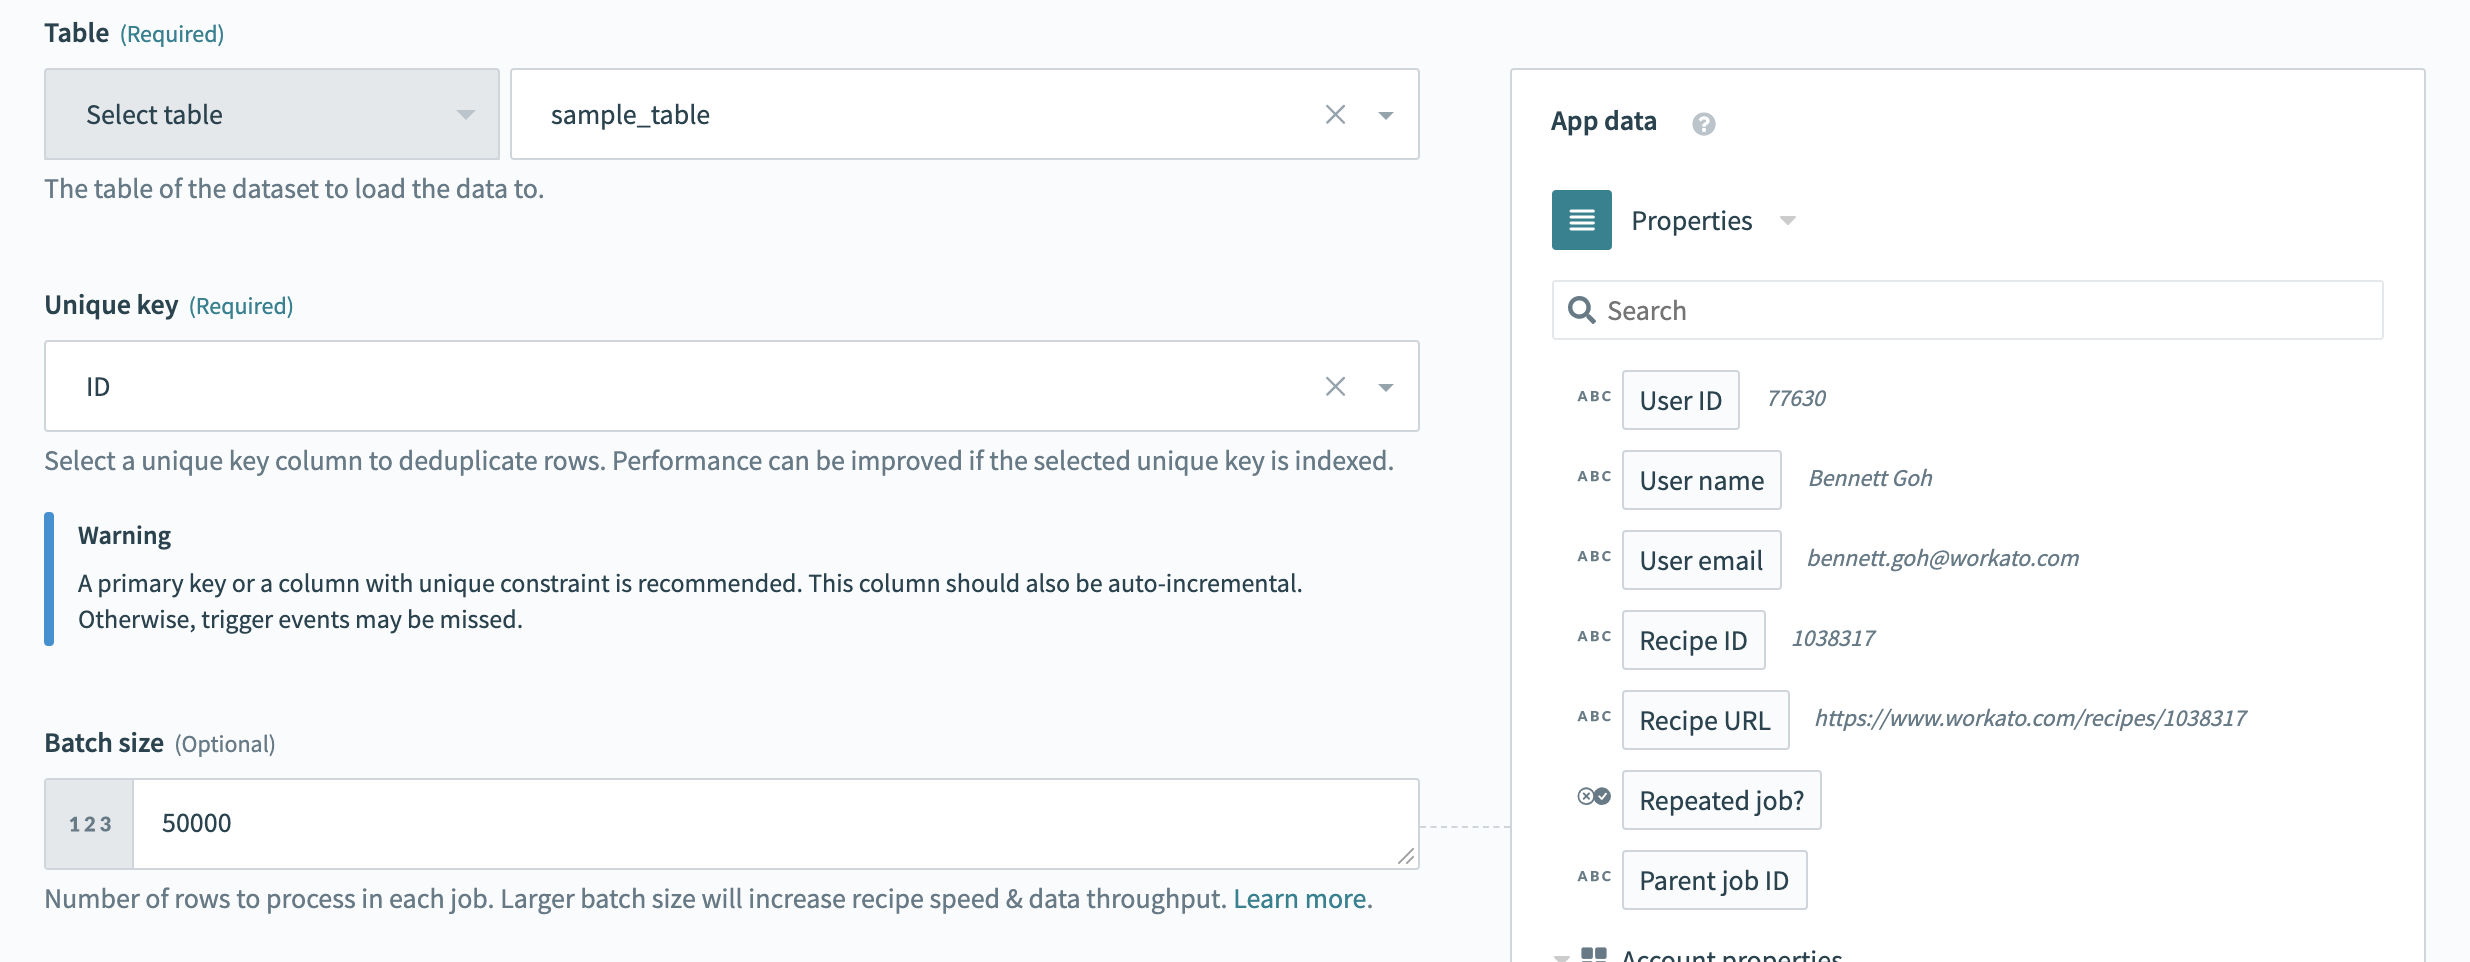 Table (Required)
Select table
sample_table
The table of the dataset to load the data to.
Unique key (Required)
ID
Select a unique key column to deduplicate rows. Performance can be improved if the selected unique key is indexed.
Warning
A primary key or a column with unique constraint is recommended. This column should also be auto-incremental.
Otherwise, trigger events may be missed.
Batch size (Optional)
123 50000
Number of rows to process in each job. Larger batch size will increase recipe speed & data throughput. Learn more.
App data ?
Properties
Search
ABC User ID 77630
ABC User name Bennett Goh
ABC User email bennett.goh@workato.com
ABC Recipe ID 1038317
ABC Recipe URL https://www.workato.com/recipes/1038317
Repeated job?
ABC Parent job ID
Account properties